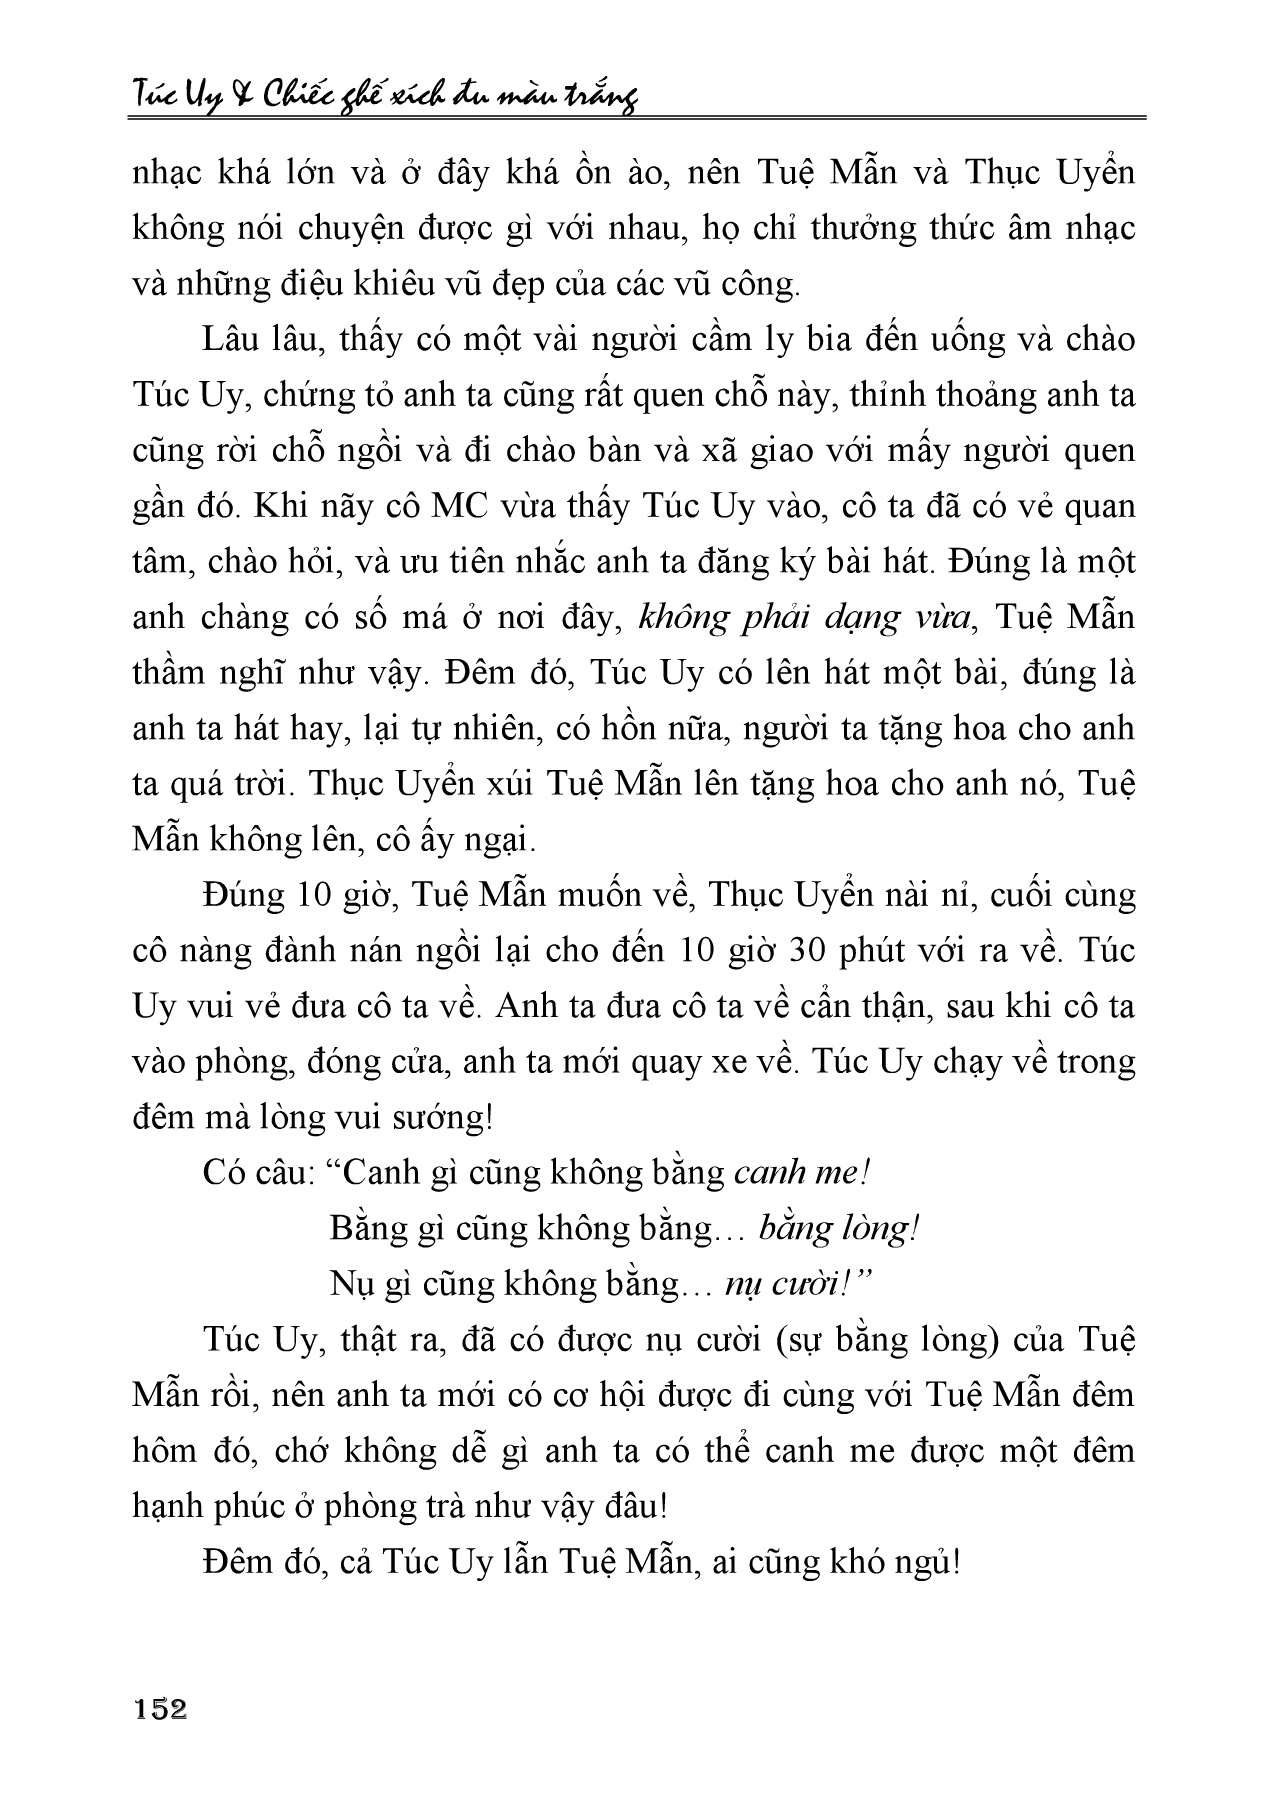 Túc Uy & Chiếc ghế xích đu màu trắng
nhạc khá lớn và ở đây khá ồn ào, nên Tuệ Mẫn và Thục Uyển
không nói chuyện được gì với nhau, họ chỉ thưởng thức âm nhạc
và những điệu khiêu vũ đẹp của các vũ công.
Lâu lâu, thấy có một vài người cầm ly bia đến uống và chào
Túc Uy, chứng tỏ anh ta cũng rất quen chỗ này, thỉnh thoảng anh ta
cũng rời chỗ ngồi và đi chào bàn và xã giao với mấy người quen
gần đó. Khi nãy cô MC vừa thấy Túc Uy vào, cô ta đã có vẻ quan
tâm, chào hỏi, và ưu tiên nhắc anh ta đăng ký bài hát. Đúng là một
anh chàng có số má ở nơi đây, không phải dạng vừa, Tuệ Mẫn
thầm nghĩ như vậy. Đêm đó, Túc Uy có lên hát một bài, đúng là
anh ta hát hay, lại tự nhiên, có hồn nữa, người ta tặng hoa cho anh
ta quá trời. Thục Uyển xúi Tuệ Mẫn lên tặng hoa cho anh nó, Tuệ
Mẫn không lên, cô ấy ngại.
Đúng 10 giờ, Tuệ Mẫn muốn về, Thục Uyển nài nỉ, cuối cùng
cô nàng đành nán ngồi lại cho đến 10 giờ 30 phút với ra về. Túc
Uy vui vẻ đưa cô ta về. Anh ta đưa cô ta về cẩn thận, sau khi cô ta
vào phòng, đóng cửa, anh ta mới quay xe về. Túc Uy chạy về trong
đêm mà lòng vui sướng!
Có câu: “Canh gì cũng không bằng canh me!
Bằng gì cũng không bằng… bằng lòng!
Nụ gì cũng không bằng… nụ cười!”
Túc Uy, thật ra, đã có được nụ cười (sự bằng lòng) của Tuệ
Mẫn rồi, nên anh ta mới có cơ hội được đi cùng với Tuệ Mẫn đêm
hôm đó, chớ không dễ gì anh ta có thể canh me được một đêm
hạnh phúc ở phòng trà như vậy đâu!
Đêm đó, cả Túc Uy lẫn Tuệ Mẫn, ai cũng khó ngủ!
152